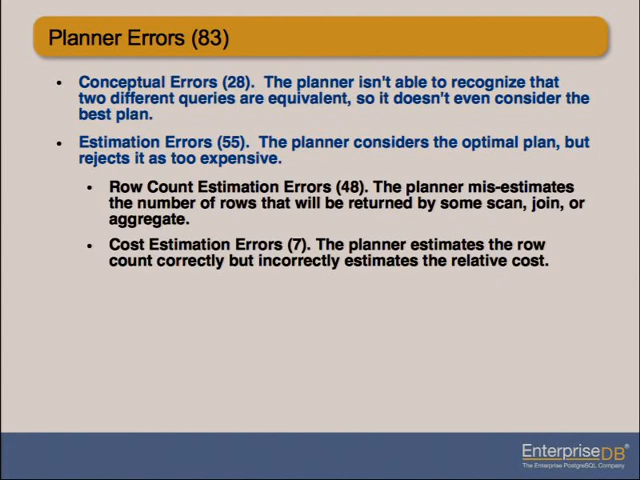 Planner Errors (83)
• Conceptual Errors (28). The planner isn't able to recognize that
two different queries are equivalent, so it doesn't even consider the
best plan.
• Estimation Errors (55). The planner considers the optimal plan, but
rejects it as too expensive.
• Row Count Estimation Errors (48). The planner mis-estimates
the number of rows that will be returned by some scan, join, or
aggregate.
• Cost Estimation Errors (7). The planner estimates the row
count correctly but incorrectly estimates the relative cost.
EnterpriseDB®
The Enterprise PostgreSQL Company